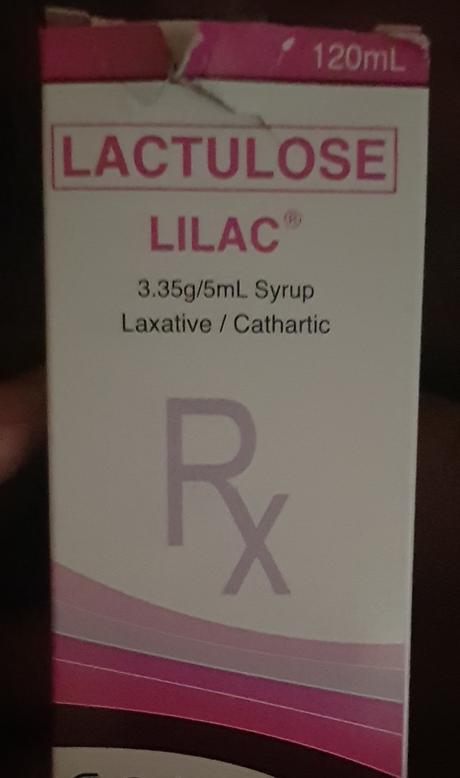 120mL
LACTULOSE
LILAC®
3.35g/5mL Syrup
Laxative / Cathartic
Rx